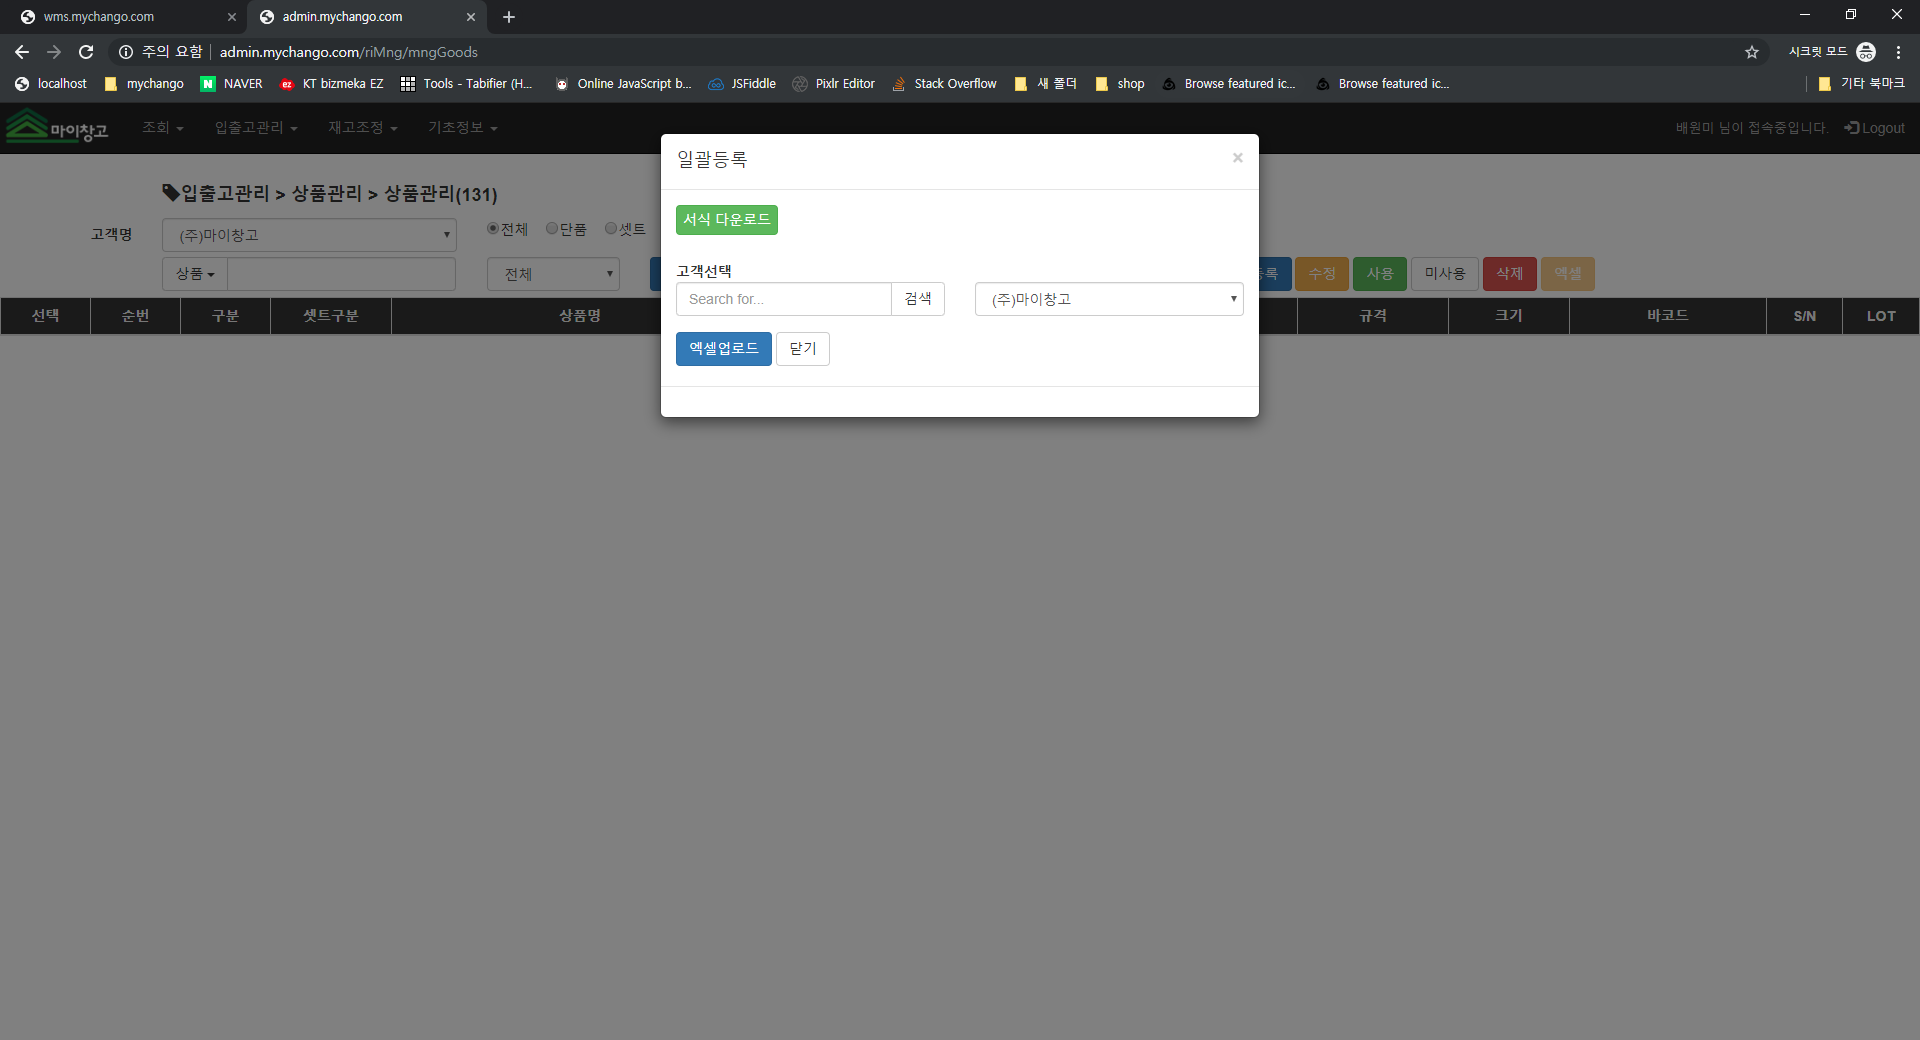 wms.mychango.com
admin.mychango.com
주의 요함
admin.mychango.com/riMng/mngGoods
시크릿 모드
localhost
mychango
NAVER
KT bizmeka EZ
Tools - Tabifier (H...
Online JavaScript b...
JSFiddle
Pixlr Editor
Stack Overflow
새 폴더
shop
Browse featured ic...
Browse featured ic...
기타 북마크
마이창고
조회
입출고관리
재고조정
기초정보
배원미 님이 접속중입니다.
Logout
일괄등록
×
입출고관리 > 상품관리 > 상품관리(131)
서식 다운로드
고객명
(주)마이창고
전체
단품
셋트
상품
전체
고객선택
Search for...
검색
(주)마이창고
수정
사용
미사용
삭제
엑셀
엑셀업로드
닫기
선택
순번
구분
셋트구분
상품명
규격
크기
바코드
S/N
LOT